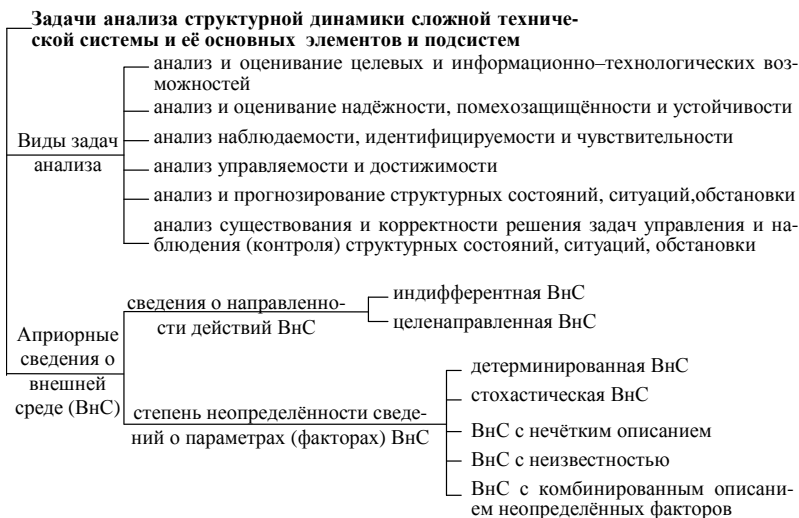 Задачи анализа структурной динамики сложной техниче-
ской системы и её основных элементов и подсистем
Виды задач
анализа
анализ и оценивание целевых и информационно–технологических воз-
можностей
анализ и оценивание надёжности, помехозащищённости и устойчивости
анализ наблюдаемости, идентифицируемости и чувствительности
анализ управляемости и достижимости
анализ и прогнозирование структурных состояний, ситуаций,обстановки
анализ существования и корректности решения задач управления и на-
блюдения (контроля) структурных состояний, ситуаций, обстановки
Априорные
сведения о
внешней
среде (ВнС)
сведения о направленно-
сти действий ВнС
индифферентная ВнС
целенаправленная ВнС
степень неопределённости сведе-
ний о параметрах (факторах) ВнС
детерминированная ВнС
стохастическая ВнС
ВнС с нечётким описанием
ВнС с неизвестностью
ВнС с комбинированным описани-
ем неопределённых факторов